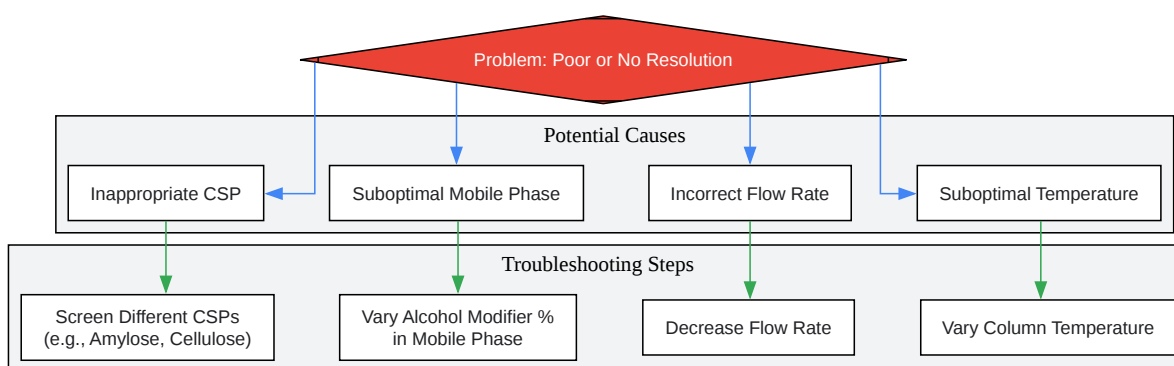 Problem: Poor or No Resolution
Potential Causes
Inappropriate CSP
Suboptimal Mobile Phase
Incorrect Flow Rate
Suboptimal Temperature
Troubleshooting Steps
Screen Different CSPs
(e.g., Amylose, Cellulose)
Vary Alcohol Modifier %
in Mobile Phase
Decrease Flow Rate
Vary Column Temperature